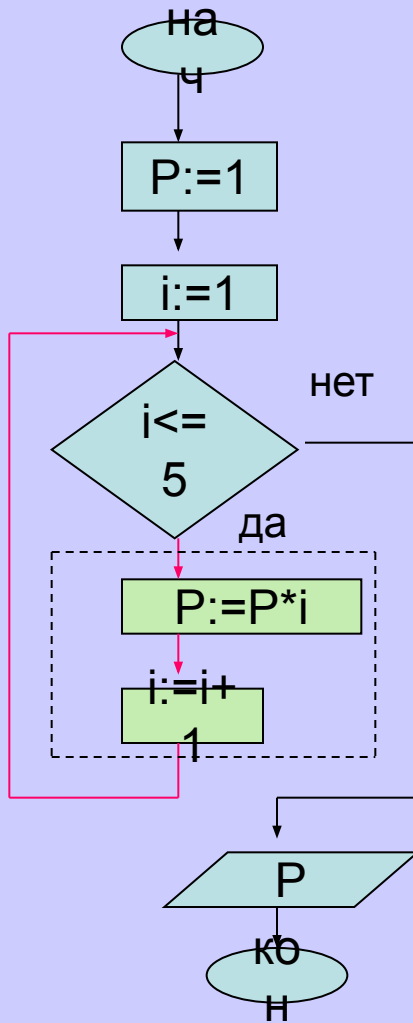 на
ч
P:=1
i:=1
i<=
5
нет
да
P:=P*i
i:=i+
1
P
ко
н